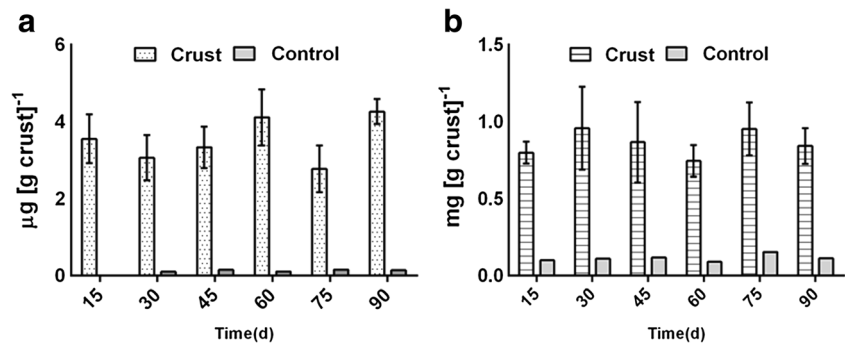 a
6
4
2
0
µg [g crust]⁻¹
Crust Control
15 30 45 60 75 90
Time(d)
b
1.5
1.0
0.5
0.0
mg [g crust]⁻¹
Crust Control
15 30 45 60 75 90
Time(d)